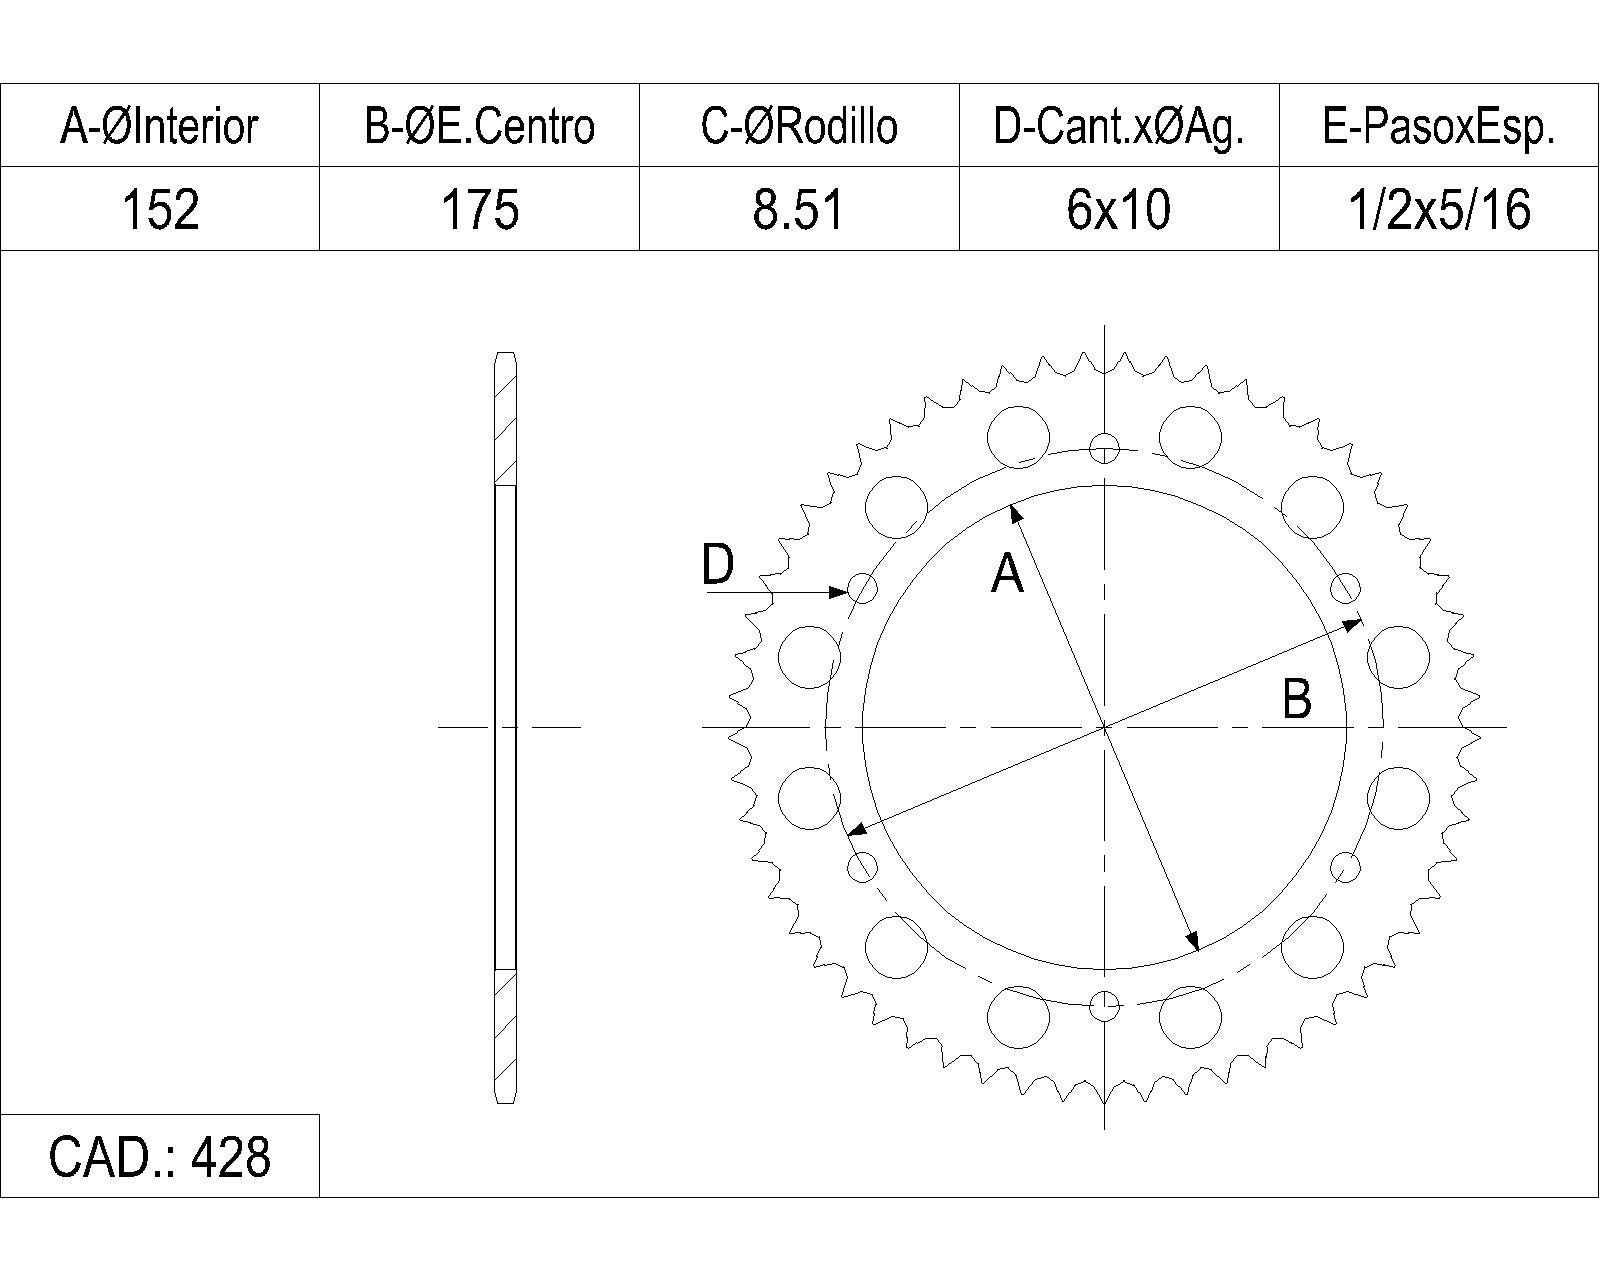 A-ØInterior B-ØE.Centro C-ØRodillo D-Cant.xØAg. E-PasoxEsp.
152 175 8.51 6x10 1/2x5/16
D
A
B
CAD.: 428